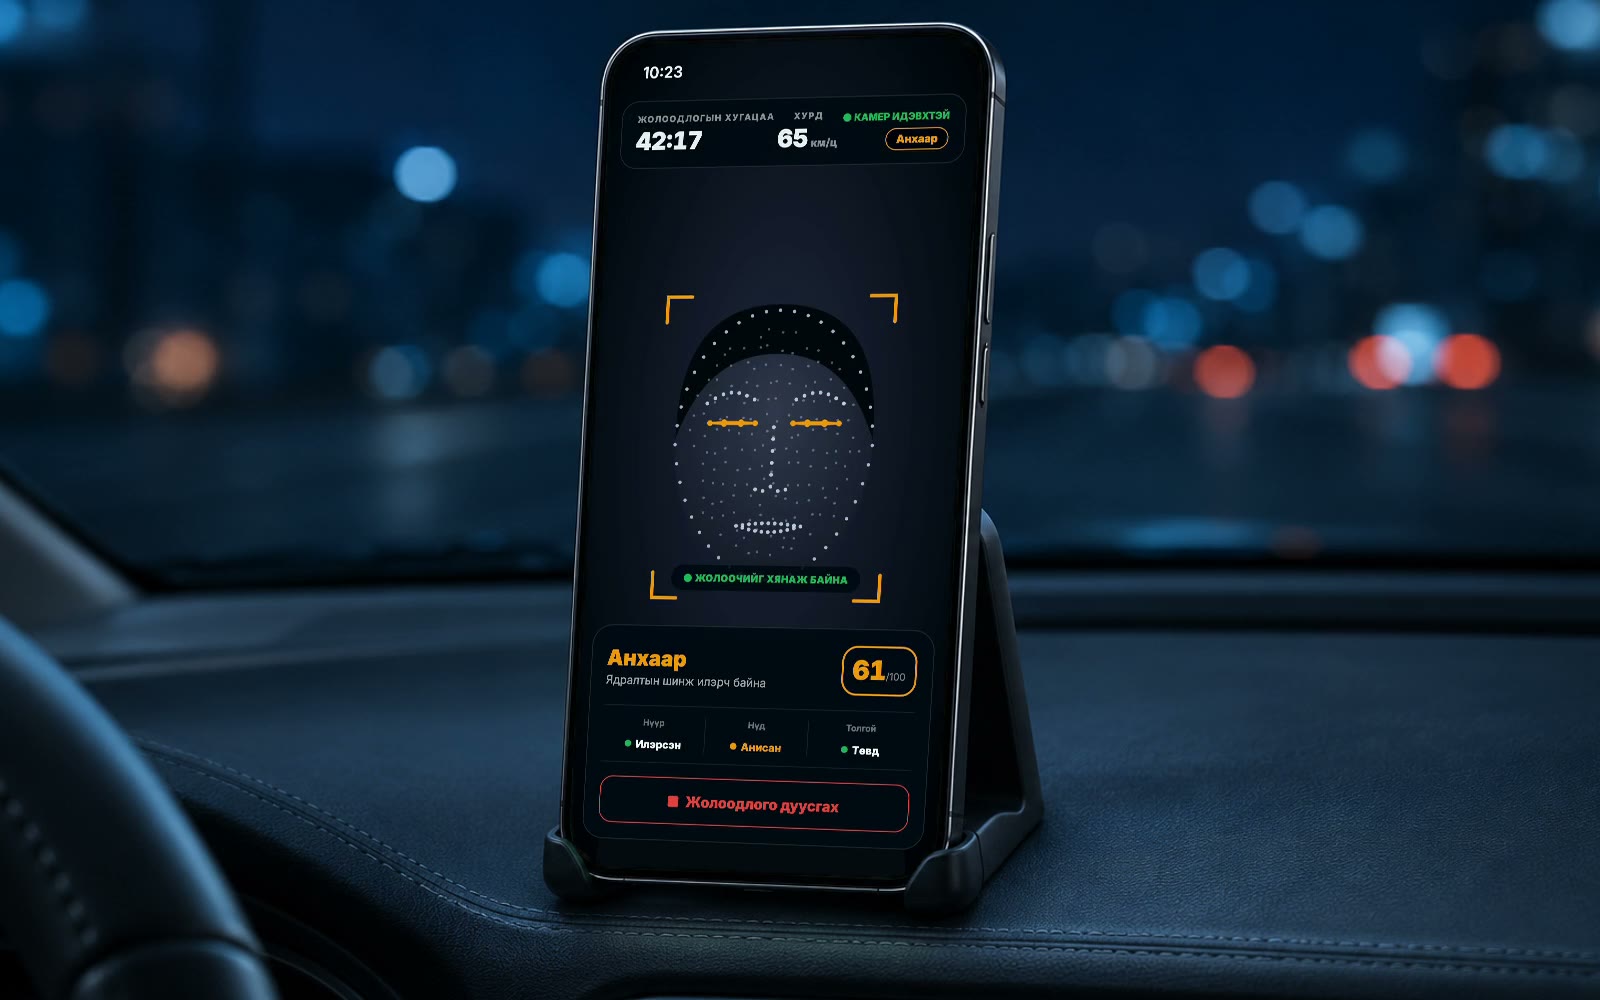 10:23
ЖОЛООДЛОГЫН ХУГАЦАА
ХУРД
КАМЕР ИДЭВХТЭЙ
42:17
65 км/ц
Анхаар
ЖОЛООЧИЙГ ХЯНАЖ БАЙНА
Анхаар
61/100
Ядралтын шинж илэрч байна
Нүүр
Нүд
Толгой
Илэрсэн
Анисан
Төвд
Жолоодлого дуусгах